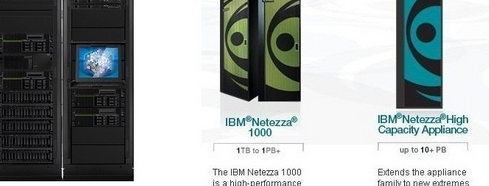 IBM®Netezza®
1000
1TB to 1PB+
The IBM Netezza 1000
is a high-performance
IBM®Netezza®High
Capacity Appliance
up to 10+ PB
Extends the appliance
family to new extremes